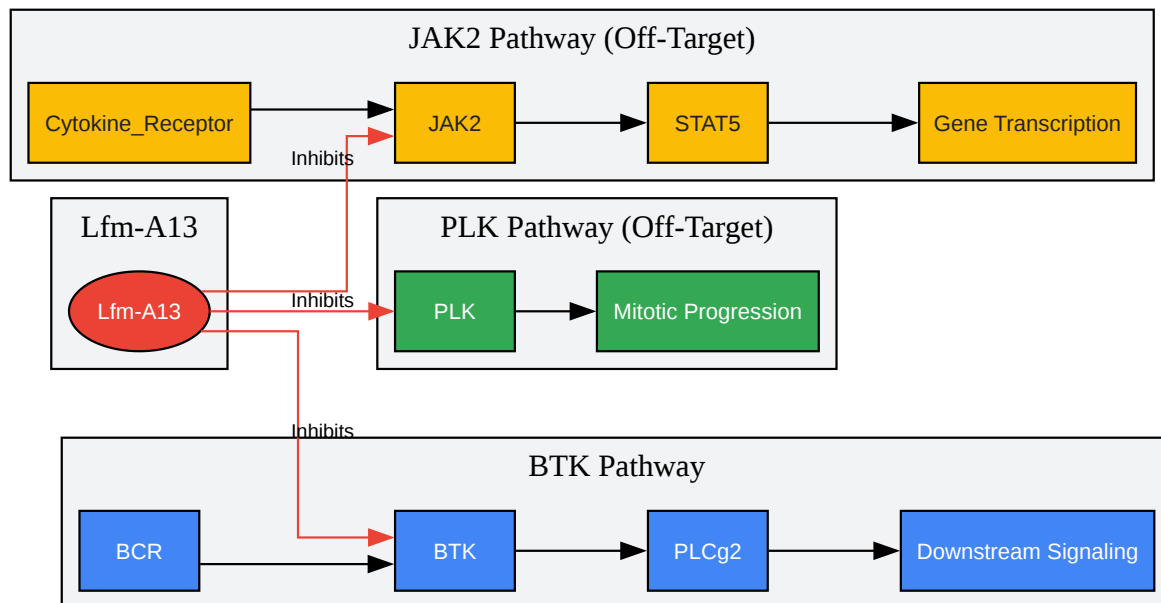 JAK2 Pathway (Off-Target)
Cytokine_Receptor
JAK2
STAT5
Gene Transcription
Inhibits
Lfm-A13
PLK Pathway (Off-Target)
Lfm-A13
Inhibits
PLK
Mitotic Progression
Inhibits
BTK Pathway
BCR
BTK
PLCg2
Downstream Signaling